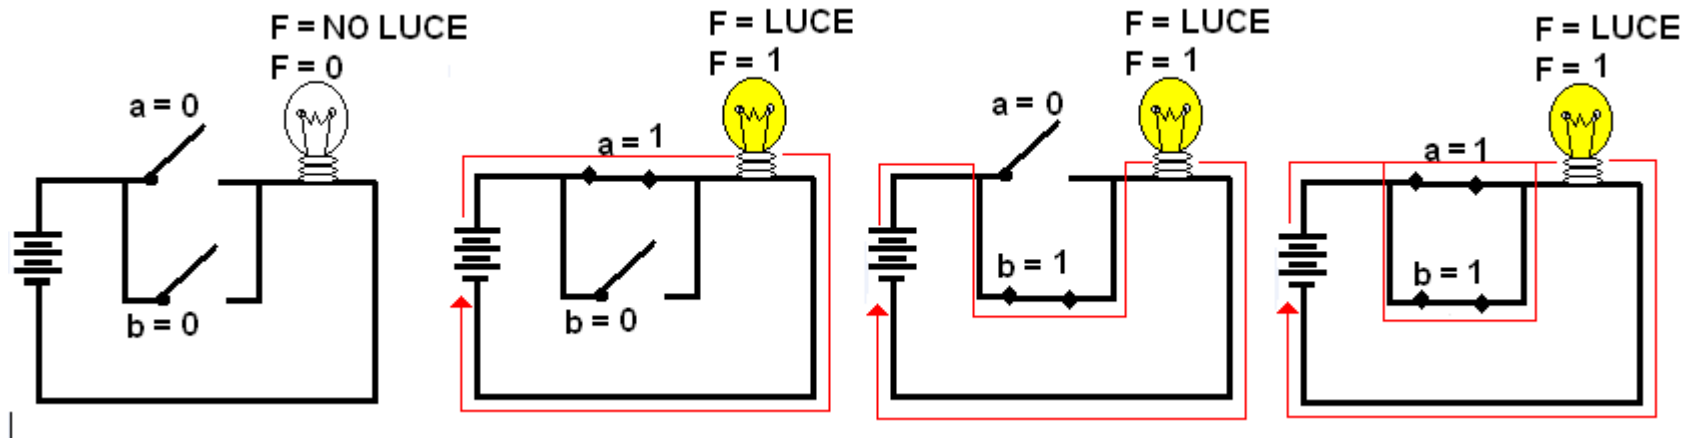 F = NO LUCE
F = 0
a = 0
b = 0
F = LUCE
F = 1
a = 1
b = 0
F = LUCE
F = 1
a = 0
b = 1
F = LUCE
F = 1
a = 1
b = 1